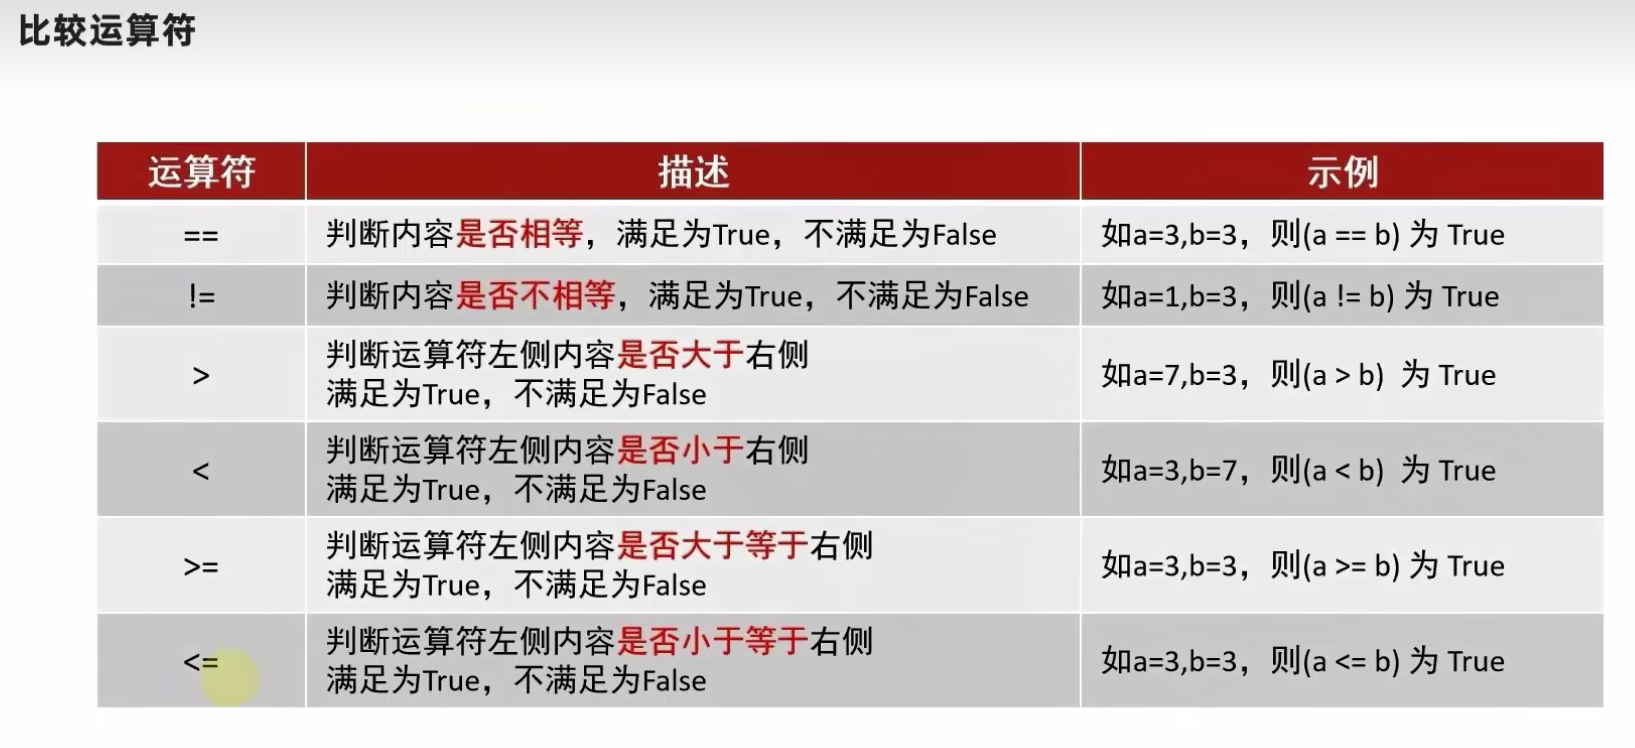 比较运算符
运算符 描述 示例
== 判断内容是否相等，满足为True，不满足为False 如a=3,b=3，则(a == b) 为 True
!= 判断内容是否不相等，满足为True，不满足为False 如a=1,b=3，则(a != b) 为 True
> 判断运算符左侧内容是否大于右侧
满足为True，不满足为False 如a=7,b=3，则(a > b) 为 True
< 判断运算符左侧内容是否小于右侧
满足为True，不满足为False 如a=3,b=7，则(a < b) 为 True
>= 判断运算符左侧内容是否大于等于右侧
满足为True，不满足为False 如a=3,b=3，则(a >= b) 为 True
<= 判断运算符左侧内容是否小于等于右侧
满足为True，不满足为False 如a=3,b=3，则(a <= b) 为 True